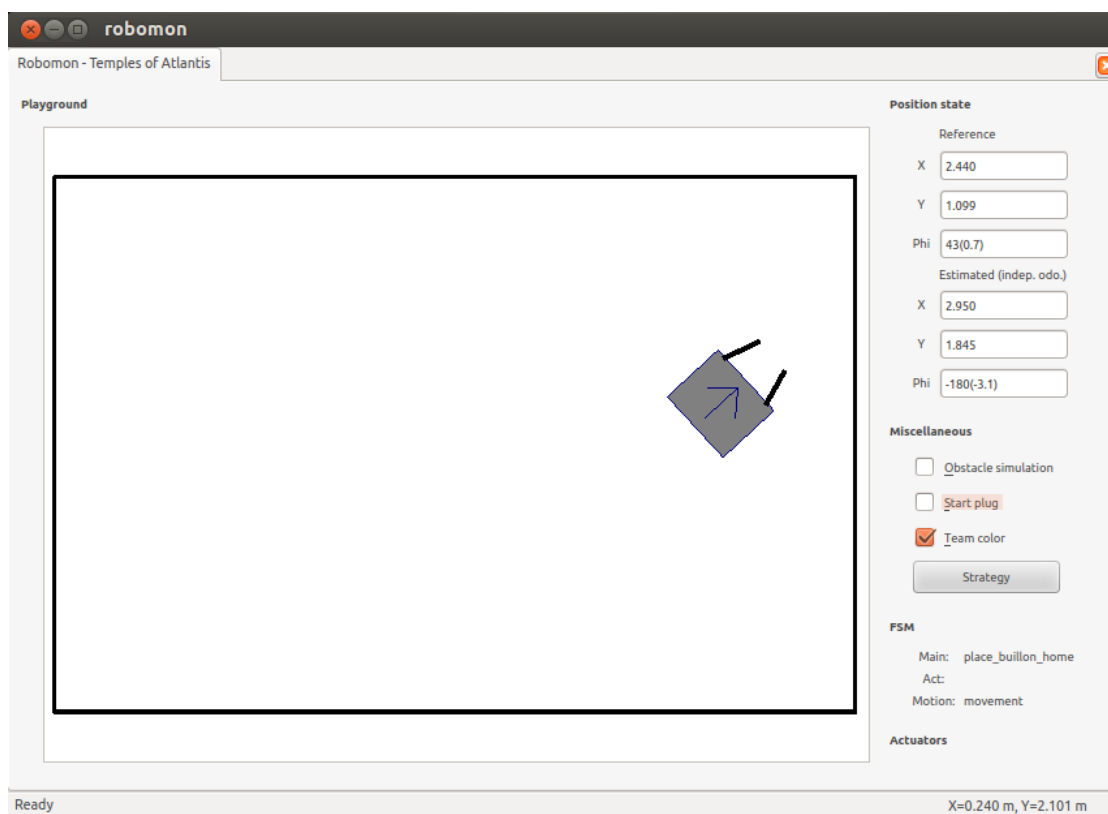 robomon
Robomon - Temples of Atlantis
Playground
Position state
Reference
X 2.440
Y 1.099
Phi 43(0.7)
Estimated (indep. odo.)
X 2.950
Y 1.845
Phi -180(-3.1)
Miscellaneous
Obstacle simulation
Start plug
Team color
Strategy
FSM
Main: place_buillon_home
Act:
Motion: movement
Actuators
Ready X=0.240 m, Y=2.101 m